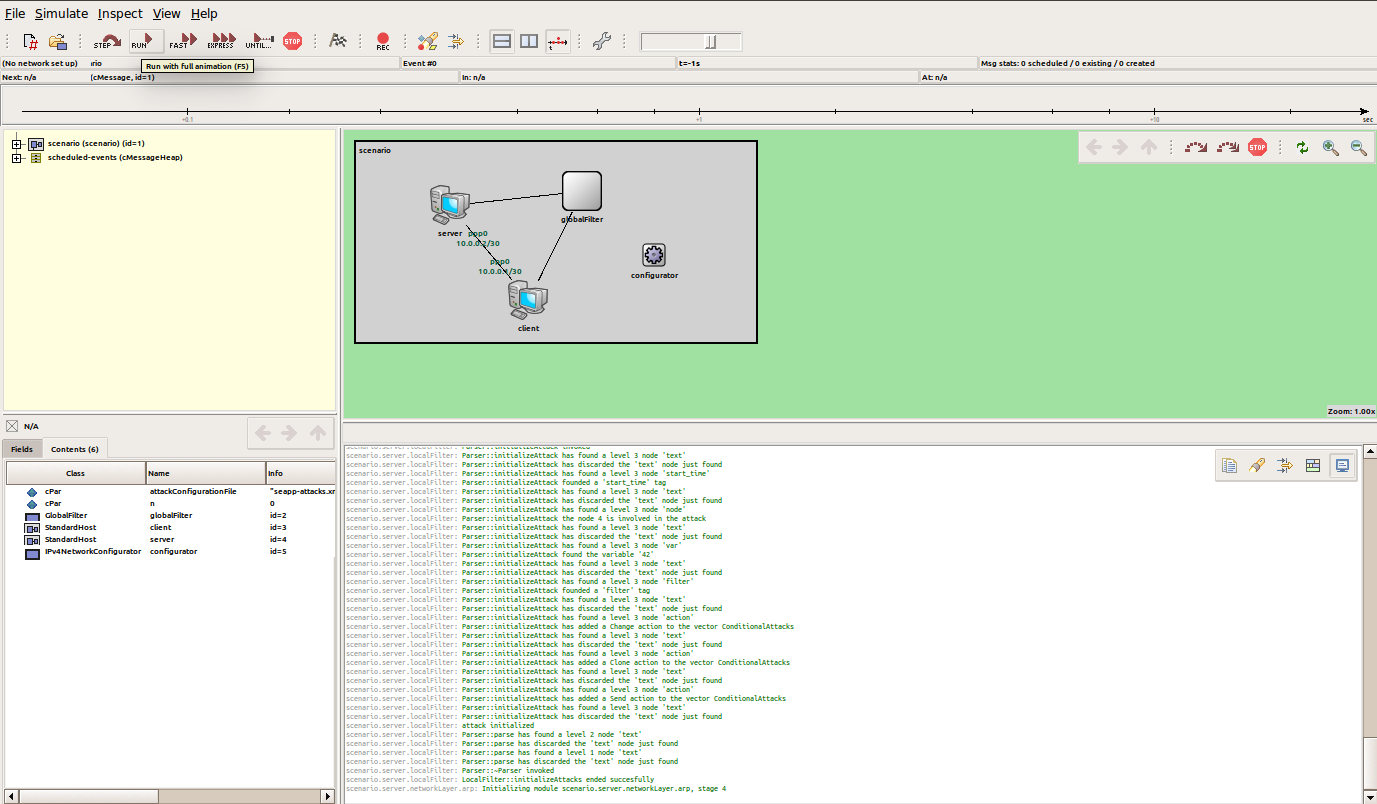 File Simulate Inspect View Help
STEP RUN FAST EXPRESS UNTIL... STOP REC
(No network set up) rio Event #0 t=-1s Msg stats: 0 scheduled / 0 existing / 0 created
Run with full animation (F5)
Next: n/a (cMessage, id=1) In: n/a At: n/a
+0.1 +1 +10 sec
scenario (scenario) (id=1)
scheduled-events (cMessageHeap)
scenario
STOP
globalFilter
server ppp0
10.0.0.2/30
ppp0
10.0.0.1/30
configurator
client
Zoom: 1.00x
N/A
Fields Contents (6)
Class Name Info
cPar attackConfigurationFile "seapp-attacks.xr
cPar n 0
GlobalFilter globalFilter id=2
StandardHost client id=3
StandardHost server id=4
IPv4NetworkConfigurator configurator id=5
scenario.server.localFilter: Parser::initializeAttack invoked
scenario.server.localFilter: Parser::initializeAttack has found a level 3 node 'text'
scenario.server.localFilter: Parser::initializeAttack has discarded the 'text' node just found
scenario.server.localFilter: Parser::initializeAttack has found a level 3 node 'start_time'
scenario.server.localFilter: Parser::initializeAttack founded a 'start_time' tag
scenario.server.localFilter: Parser::initializeAttack has found a level 3 node 'text'
scenario.server.localFilter: Parser::initializeAttack has discarded the 'text' node just found
scenario.server.localFilter: Parser::initializeAttack has found a level 3 node 'node'
scenario.server.localFilter: Parser::initializeAttack the node 4 is involved in the attack
scenario.server.localFilter: Parser::initializeAttack has found a level 3 node 'text'
scenario.server.localFilter: Parser::initializeAttack has discarded the 'text' node just found
scenario.server.localFilter: Parser::initializeAttack has found a level 3 node 'var'
scenario.server.localFilter: Parser::initializeAttack found the variable '42'
scenario.server.localFilter: Parser::initializeAttack has found a level 3 node 'text'
scenario.server.localFilter: Parser::initializeAttack has discarded the 'text' node just found
scenario.server.localFilter: Parser::initializeAttack has found a level 3 node 'filter'
scenario.server.localFilter: Parser::initializeAttack founded a 'filter' tag
scenario.server.localFilter: Parser::initializeAttack has found a level 3 node 'text'
scenario.server.localFilter: Parser::initializeAttack has discarded the 'text' node just found
scenario.server.localFilter: Parser::initializeAttack has found a level 3 node 'action'
scenario.server.localFilter: Parser::initializeAttack has added a Change action to the vector ConditionalAttacks
scenario.server.localFilter: Parser::initializeAttack has found a level 3 node 'text'
scenario.server.localFilter: Parser::initializeAttack has discarded the 'text' node just found
scenario.server.localFilter: Parser::initializeAttack has found a level 3 node 'action'
scenario.server.localFilter: Parser::initializeAttack has added a Clone action to the vector ConditionalAttacks
scenario.server.localFilter: Parser::initializeAttack has found a level 3 node 'text'
scenario.server.localFilter: Parser::initializeAttack has discarded the 'text' node just found
scenario.server.localFilter: Parser::initializeAttack has found a level 3 node 'action'
scenario.server.localFilter: Parser::initializeAttack has added a Send action to the vector ConditionalAttacks
scenario.server.localFilter: Parser::initializeAttack has found a level 3 node 'text'
scenario.server.localFilter: Parser::initializeAttack has discarded the 'text' node just found
scenario.server.localFilter: attack initialized
scenario.server.localFilter: Parser::parse has found a level 2 node 'text'
scenario.server.localFilter: Parser::parse has discarded the 'text' node just found
scenario.server.localFilter: Parser::parse has found a level 1 node 'text'
scenario.server.localFilter: Parser::parse has discarded the 'text' node just found
scenario.server.localFilter: Parser::~Parser invoked
scenario.server.localFilter: LocalFilter::initializeAttacks ended succesfully
scenario.server.networkLayer.arp: Initializing module scenario.server.networkLayer.arp, stage 4